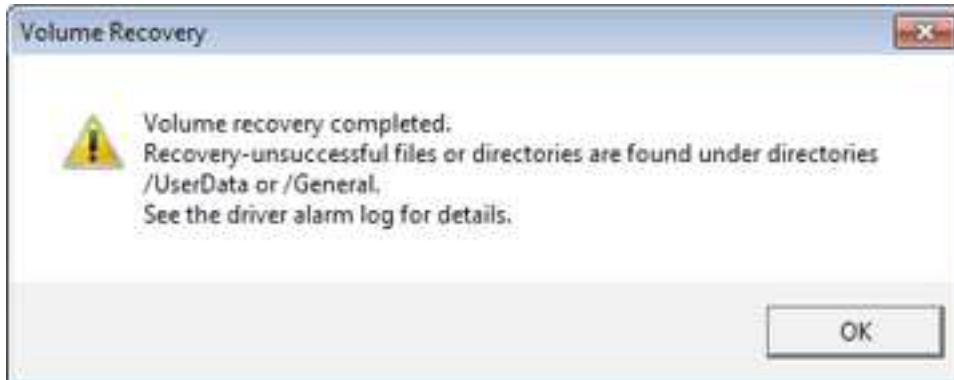 Volume Recovery
Volume recovery completed.
Recovery-unsuccessful files or directories are found under directories
/UserData or /General.
See the driver alarm log for details.
OK